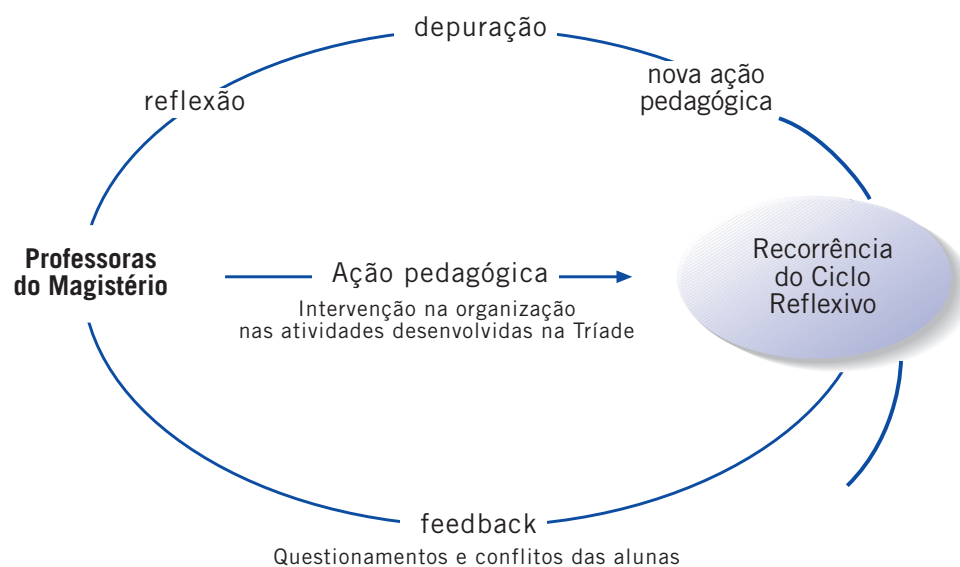 depuração
reflexão
nova ação
pedagógica
Professoras
do Magistério
Ação pedagógica
Intervenção na organização
nas atividades desenvolvidas na Tríade
Recorrência
do Ciclo
Reflexivo
feedback
Questionamentos e conflitos das alunas